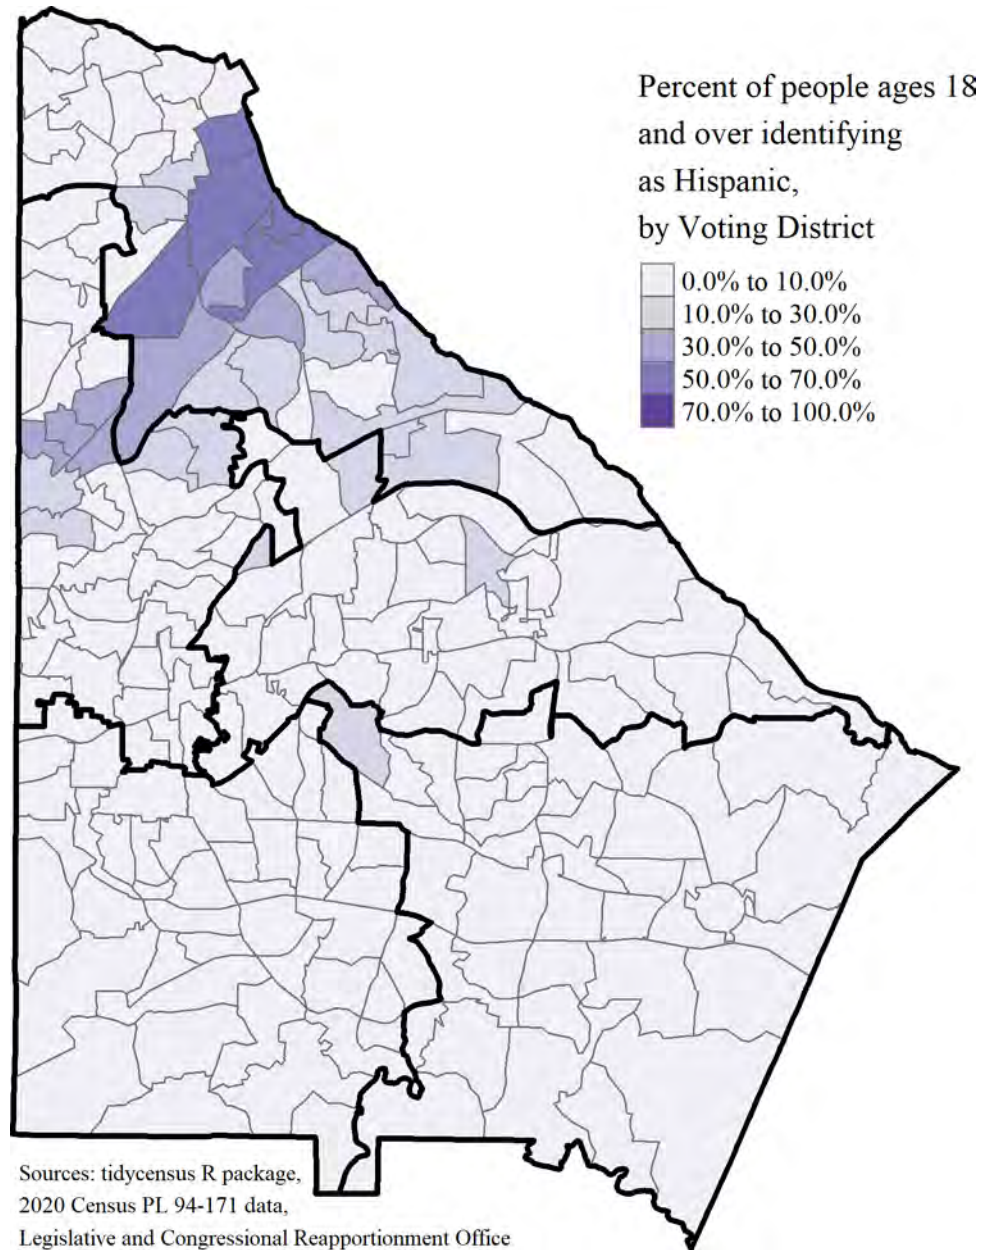 Percent of people ages 18
and over identifying
as Hispanic,
by Voting District
0.0% to 10.0%
10.0% to 30.0%
30.0% to 50.0%
50.0% to 70.0%
70.0% to 100.0%
Sources: tidycensus R package,
2020 Census PL 94-171 data,
Legislative and Congressional Reapportionment Office